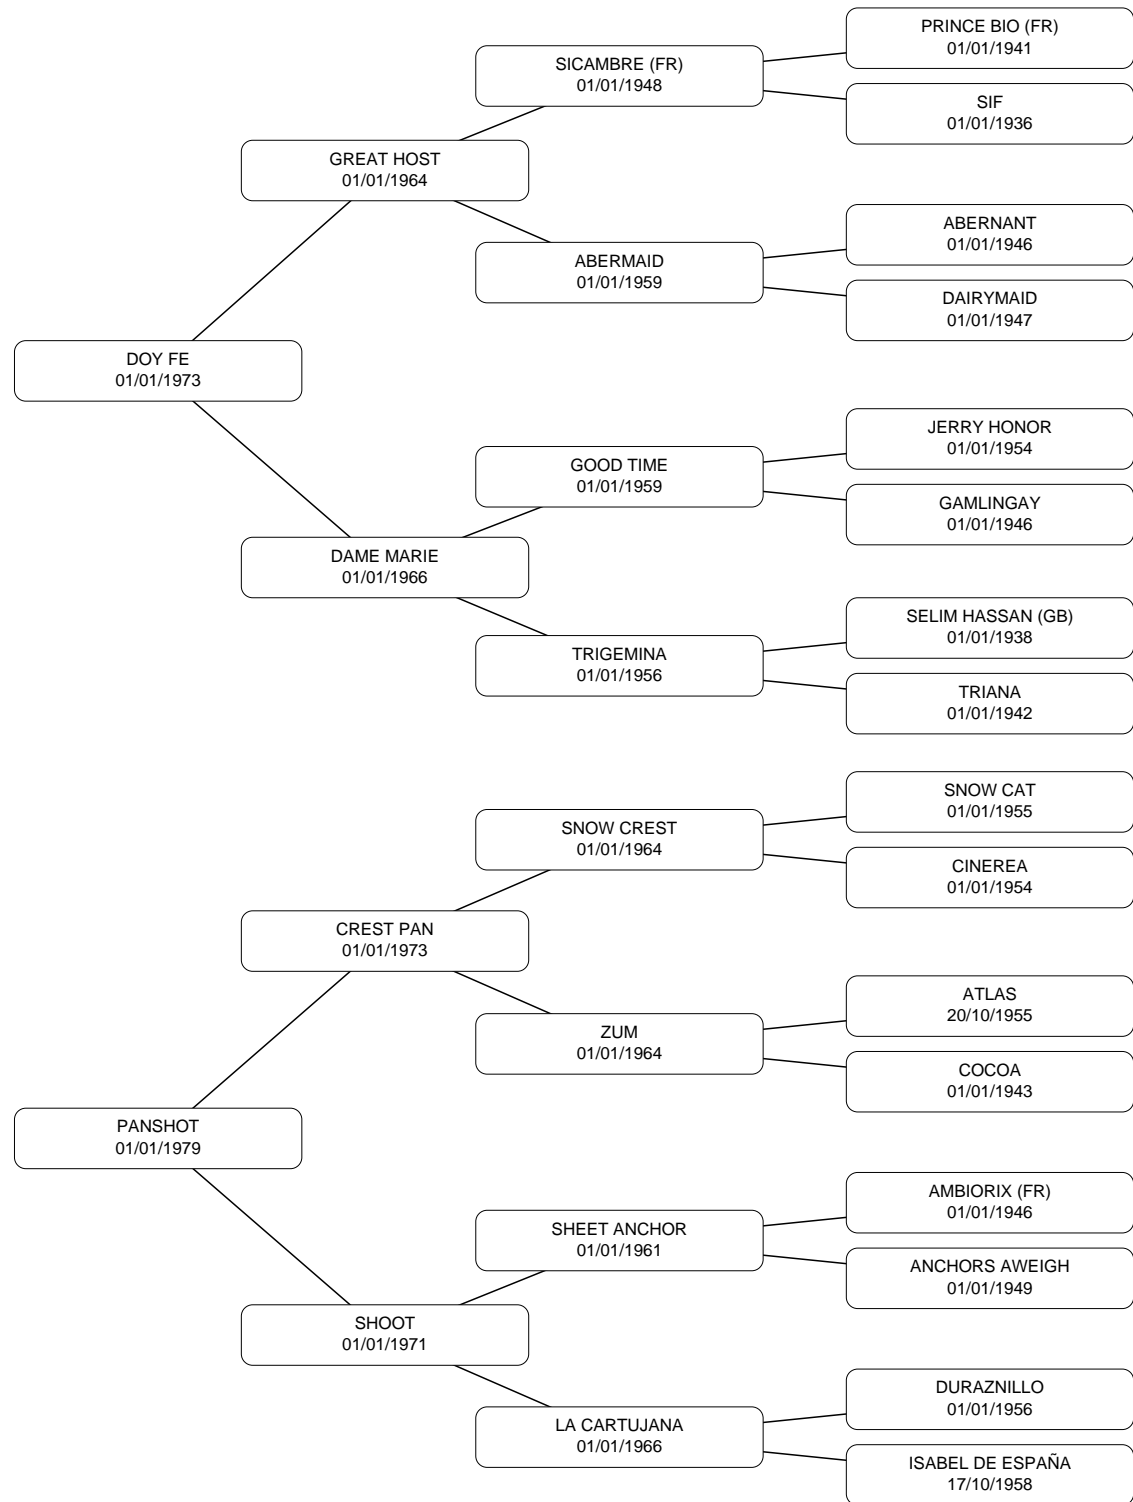 PRINCE BIO (FR)
01/01/1941
SICAMBRE (FR)
01/01/1948
SIF
01/01/1936
GREAT HOST
01/01/1964
ABERNANT
01/01/1946
ABERMAID
01/01/1959
DAIRYMAID
01/01/1947
DOY FE
01/01/1973
JERRY HONOR
01/01/1954
GOOD TIME
01/01/1959
GAMLINGAY
01/01/1946
DAME MARIE
01/01/1966
SELIM HASSAN (GB)
01/01/1938
TRIGEMINA
01/01/1956
TRIANA
01/01/1942
SNOW CAT
01/01/1955
SNOW CREST
01/01/1964
CINEREA
01/01/1954
CREST PAN
01/01/1973
ATLAS
20/10/1955
ZUM
01/01/1964
COCOA
01/01/1943
PANSHOT
01/01/1979
AMBIORIX (FR)
01/01/1946
SHEET ANCHOR
01/01/1961
ANCHORS AWEIGH
01/01/1949
SHOOT
01/01/1971
DURAZNILLO
01/01/1956
LA CARTUJANA
01/01/1966
ISABEL DE ESPAÑA
17/10/1958